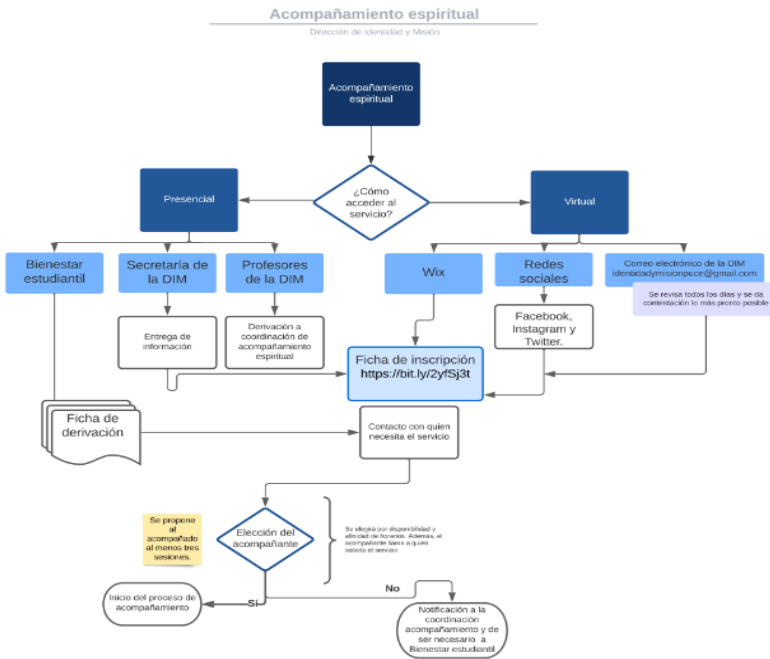 Acompañamiento espiritual
Dirección de Identidad y Misión
Acompañamiento
espiritual
¿Cómo
acceder al
servicio?
Presencial
Virtual
Bienestar
estudiantil
Secretaría de
la DIM
Profesores
de la DIM
Wix
Redes
sociales
Correo electrónico de la DIM
identidadymisionpuce@gmail.com
Se revisa todos los días y se da
contestación lo más pronto posible
Entrega de
información
Derivación a
coordinación de
acompañamiento
espiritual
Facebook,
Instagram y
Twitter.
Ficha de inscripción
https://bit.ly/2yfSj3t
Ficha de
derivación
Contacto con quien
necesita el servicio
Se propone
al
acompañado
al menos tres
sesiones.
Elección del
acompañante
Se elegirá por disponibilidad y
afinidad de horarios. Además, el
acompañante llama a quien
solicita el servicio
No
Sí
Inicio del proceso de
acompañamiento
Notificación a la
coordinación
acompañamiento y de
ser necesario a
Bienestar estudiantil